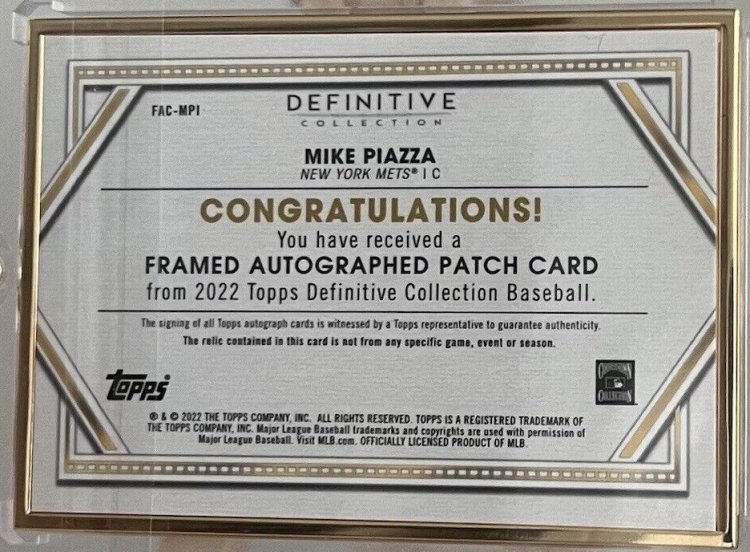 FAC-MPI
DEFINITIVE
COLLECTION
MIKE PIAZZA
NEW YORK METS® | C
CONGRATULATIONS!
You have received a
FRAMED AUTOGRAPHED PATCH CARD
from 2022 Topps Definitive Collection Baseball.
The signing of all Topps autograph cards is witnessed by a Topps representative to guarantee authenticity.
The relic contained in this card is not from any specific game, event or season.
topps
COOPERSTOWN
COLLECTION
® & © 2022 THE TOPPS COMPANY, INC. ALL RIGHTS RESERVED. TOPPS IS A REGISTERED TRADEMARK OF
THE TOPPS COMPANY, INC. Major League Baseball trademarks and copyrights are used with permission of
Major League Baseball. Visit MLB.com. OFFICIALLY LICENSED PRODUCT OF MLB.